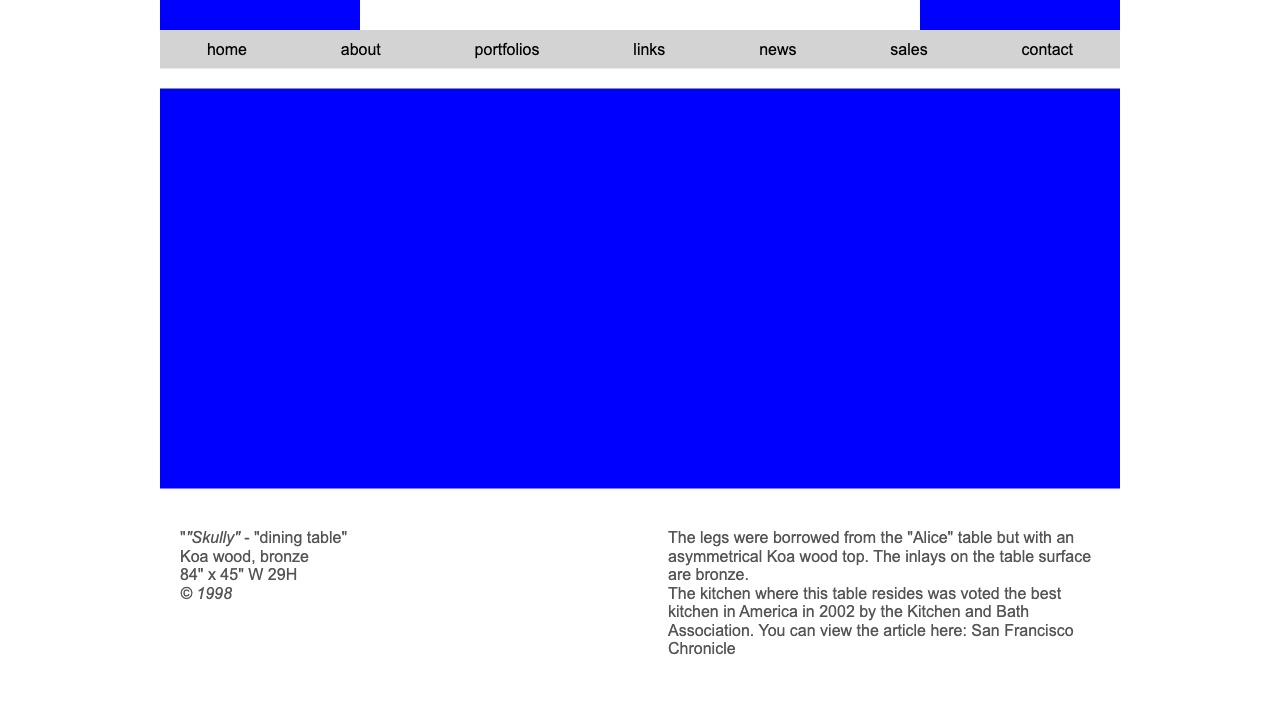 home about portfolios links news sales contact
""Skully" - "dining table"
Koa wood, bronze
84" x 45" W 29H
© 1998
The legs were borrowed from the "Alice" table but with an
asymmetrical Koa wood top. The inlays on the table surface
are bronze.
The kitchen where this table resides was voted the best
kitchen in America in 2002 by the Kitchen and Bath
Association. You can view the article here: San Francisco
Chronicle